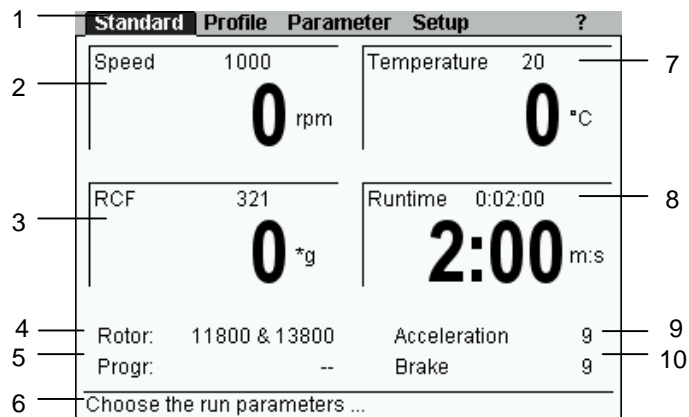 1 Standard Profile Parameter Setup ?
Speed 1000 Temperature 20 7
2
0 rpm 0 °C
RCF 321 Runtime 0:02:00 8
3
0 *g 2:00 m:s
4 Rotor: 11800 & 13800 Acceleration 9 9
5 Progr: -- Brake 9 10
6 Choose the run parameters ...